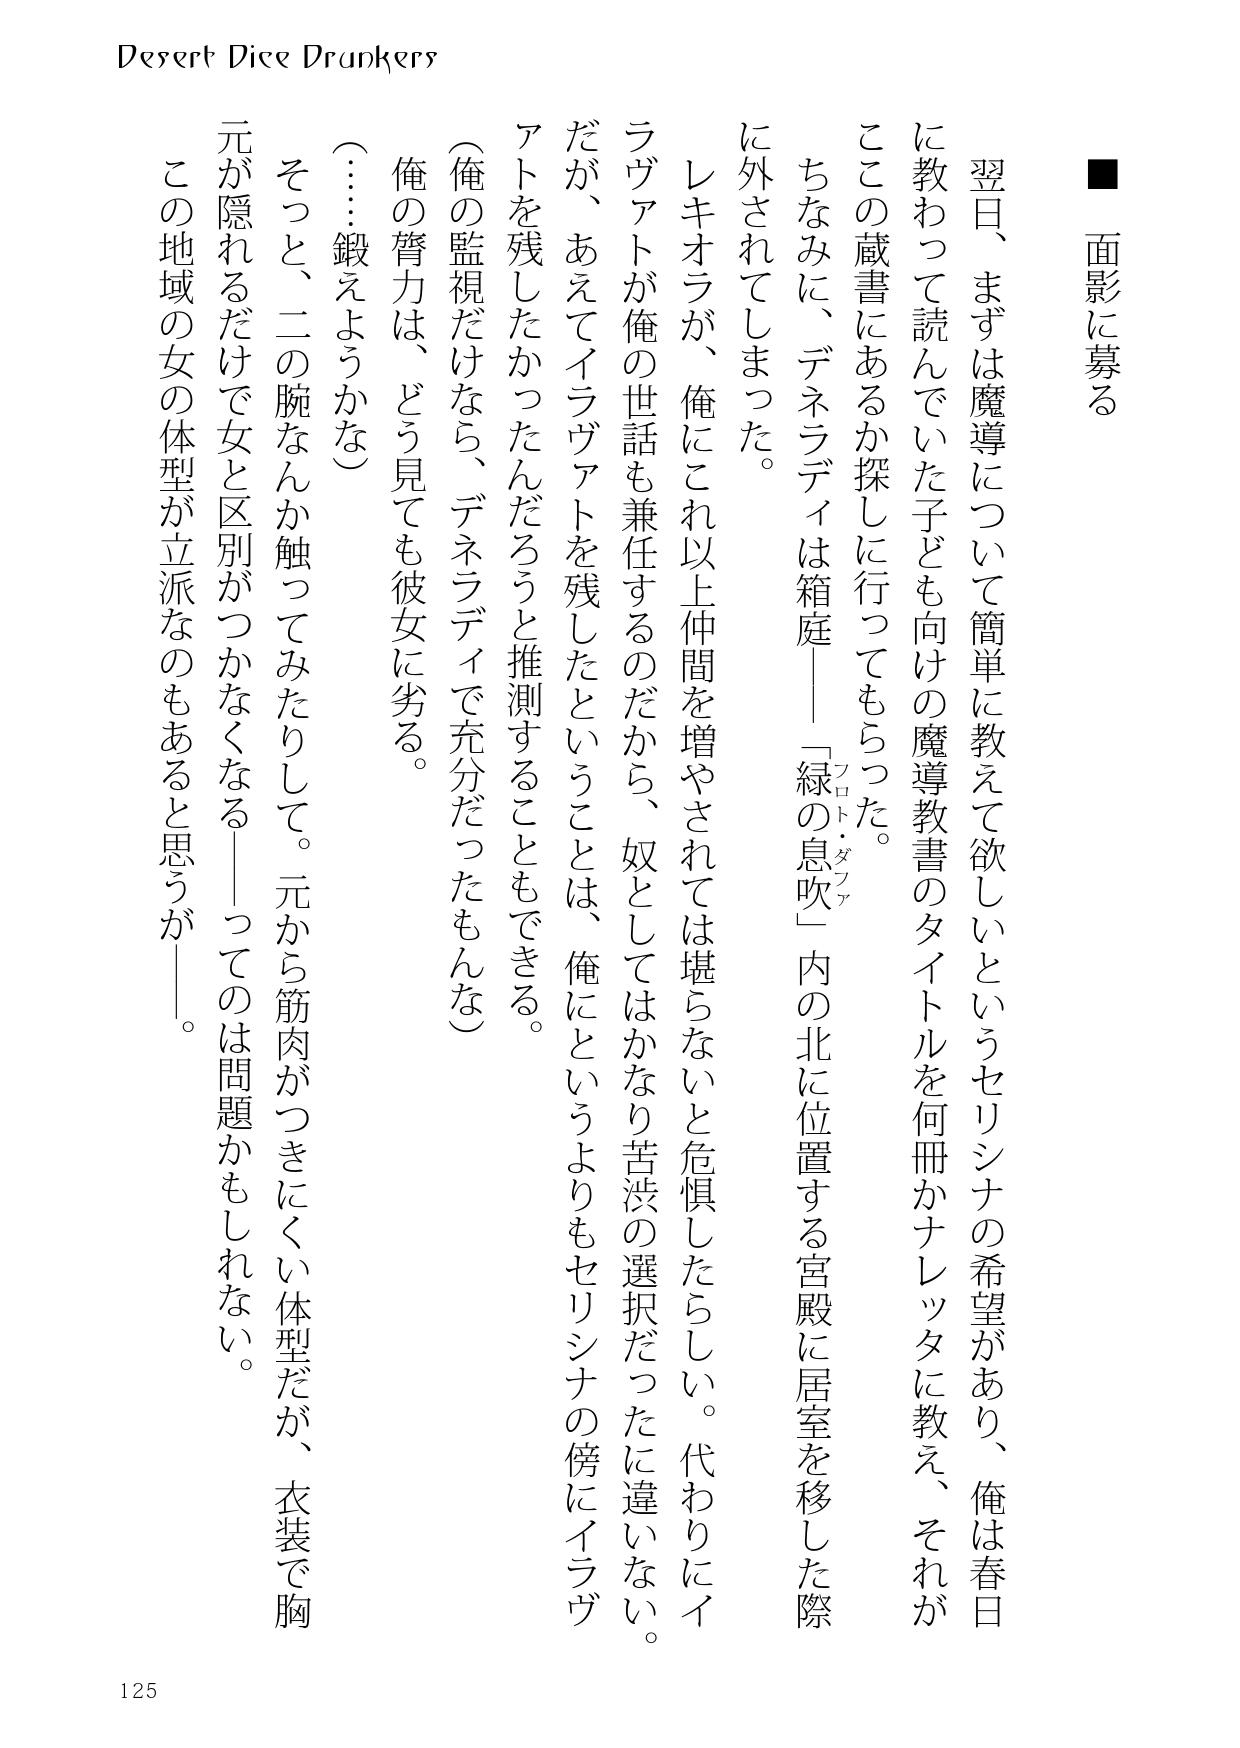 Desert Dice Drunkers
■　面影に募る
　翌日、まずは魔導について簡単に教えて欲しいというセリシナの希望があり、俺は春日
に教わって読んでいた子ども向けの魔導教書のタイトルを何冊かナレッタに教え、それが
ここの蔵書にあるか探しに行ってもらった。
　ちなみに、デネラディは箱庭――「緑の息吹」内の北に位置する宮殿に居室を移した際
フロト・ダファ
に外されてしまった。
　レキオラが、俺にこれ以上仲間を増やされては堪らないと危惧したらしい。代わりにイ
ラヴァトが俺の世話も兼任するのだから、奴としてはかなり苦渋の選択だったに違いない。
だが、あえてイラヴァトを残したということは、俺にというよりもセリシナの傍にイラヴ
ァトを残したかったんだろうと推測することもできる。
（俺の監視だけなら、デネラディで充分だったもんな）
　俺の膂力は、どう見ても彼女に劣る。
（……鍛えようかな）
　そっと、二の腕なんか触ってみたりして。元から筋肉がつきにくい体型だが、衣装で胸
元が隠れるだけで女と区別がつかなくなる――ってのは問題かもしれない。
　この地域の女の体型が立派なのもあると思うが――。
125